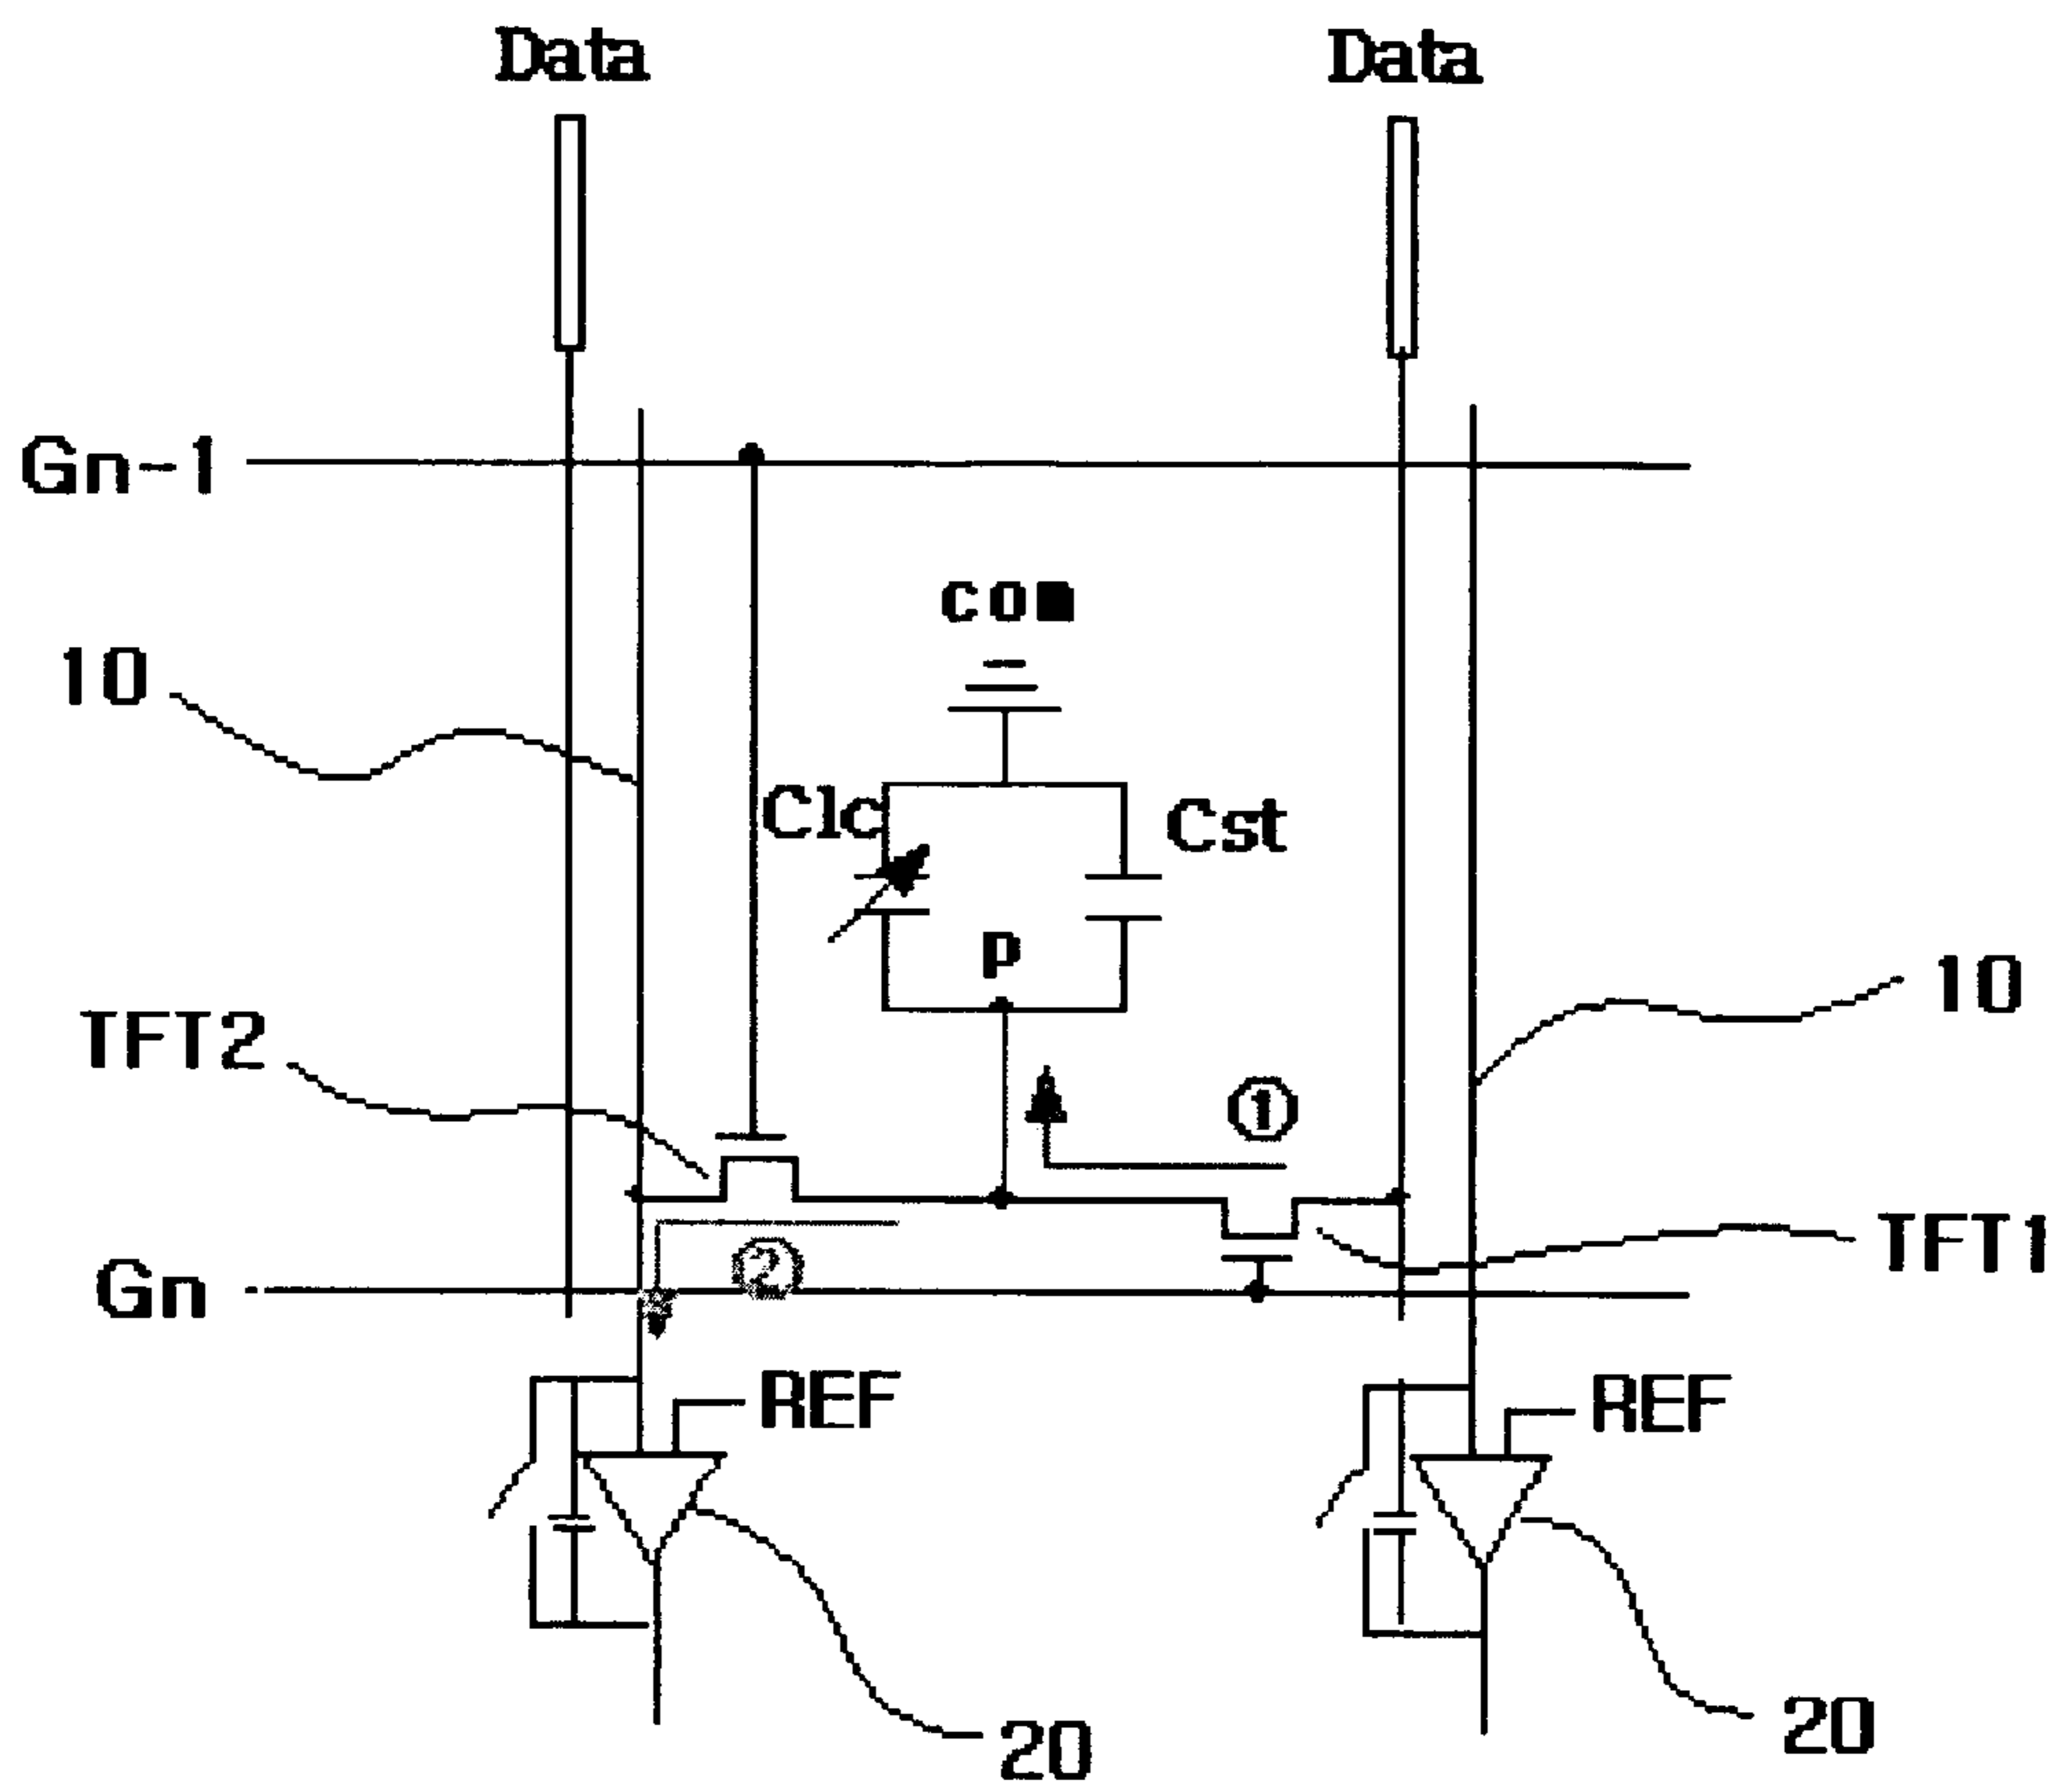 Data Data
Gn-1
com
10
Clc Cst
p
10
TFT2
①
TFT1
②
Gn
REF REF
20 20